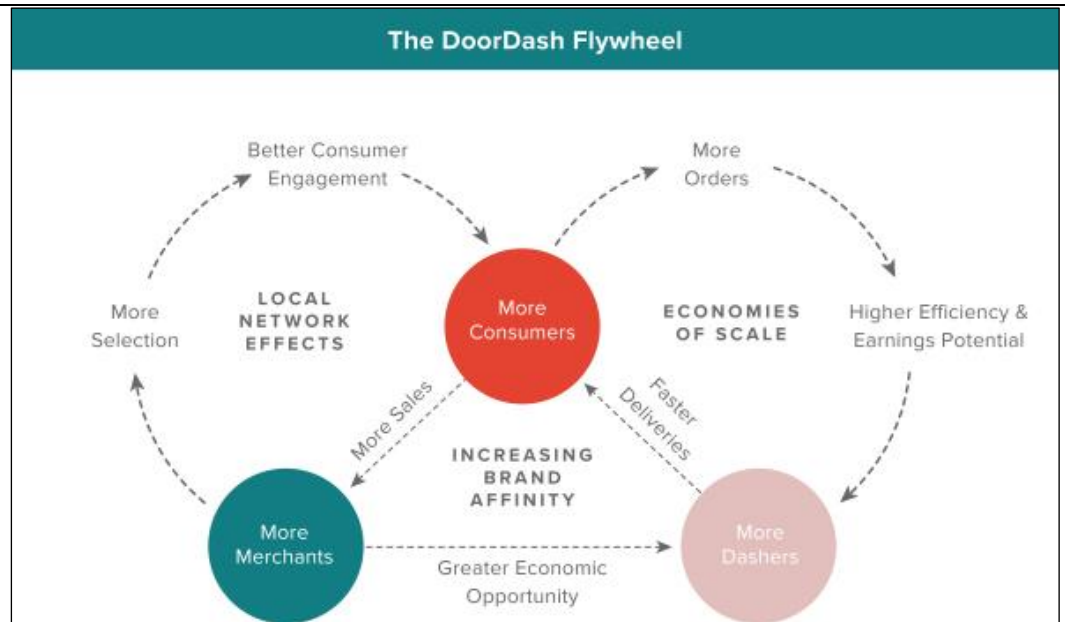 The DoorDash Flywheel
Better Consumer
Engagement
More
Orders
More
Selection
LOCAL
NETWORK
EFFECTS
More
Consumers
ECONOMIES
OF SCALE
Higher Efficiency &
Earnings Potential
More Sales
Faster
Deliveries
INCREASING
BRAND
AFFINITY
More
Merchants
Greater Economic
Opportunity
More
Dashers